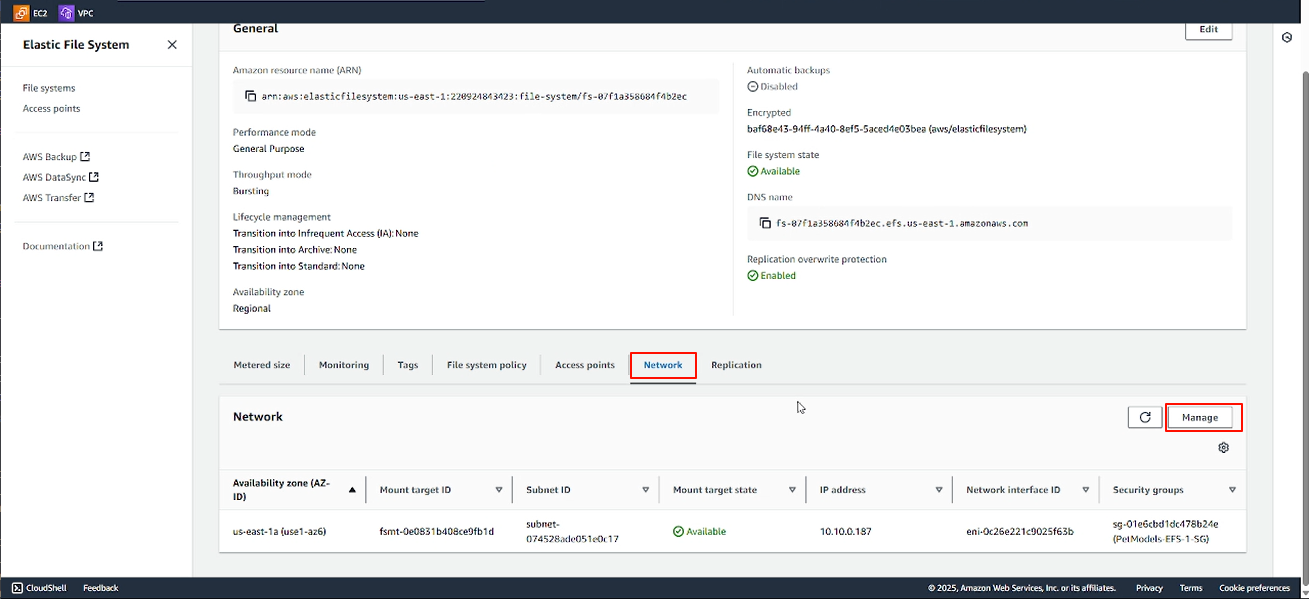 EC2 VPC
Elastic File System
File systems
Access points
AWS Backup
AWS DataSync
AWS Transfer
Documentation
General
Edit
Amazon resource name (ARN)
arn:aws:elasticfilesystem:us-east-1:220924843423:file-system/fs-07f1a358684f4b2ec
Performance mode
General Purpose
Throughput mode
Bursting
Lifecycle management
Transition into Infrequent Access (IA): None
Transition into Archive: None
Transition into Standard: None
Availability zone
Regional
Automatic backups
Disabled
Encrypted
baf68e43-94ff-4a40-8ef5-5aced4e03bea (aws/elasticfilesystem)
File system state
Available
DNS name
fs-07f1a358684f4b2ec.efs.us-east-1.amazonaws.com
Replication overwrite protection
Enabled
Metered size Monitoring Tags File system policy Access points Network Replication
Network
Manage
Availability zone (AZ-
ID)
Mount target ID
Subnet ID
Mount target state
IP address
Network interface ID
Security groups
us-east-1a (use1-az6)
fsmt-0e0831b408ce9fb1d
subnet-
074528ade051e0c17
Available
10.10.0.187
eni-0c26e221c9025f63b
sg-01e6cbd1dc478b24e
(PetModels-EFS-1-SG)
CloudShell Feedback
© 2025, Amazon Web Services, Inc. or its affiliates. Privacy Terms Cookie preferences